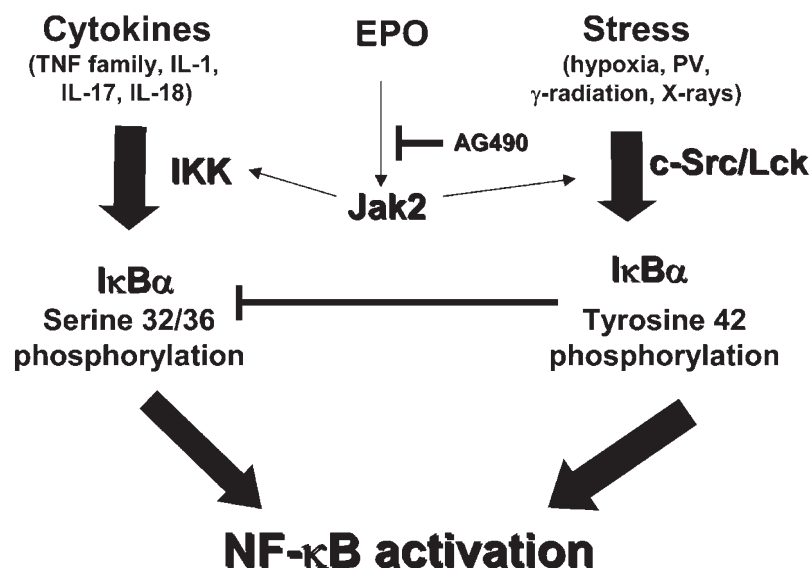 Cytokines
(TNF family, IL-1,
IL-17, IL-18)
EPO
Stress
(hypoxia, PV,
γ-radiation, X-rays)
AG490
IKK
c-Src/Lck
Jak2
IκBα
Serine 32/36
phosphorylation
IκBα
Tyrosine 42
phosphorylation
NF-κB activation